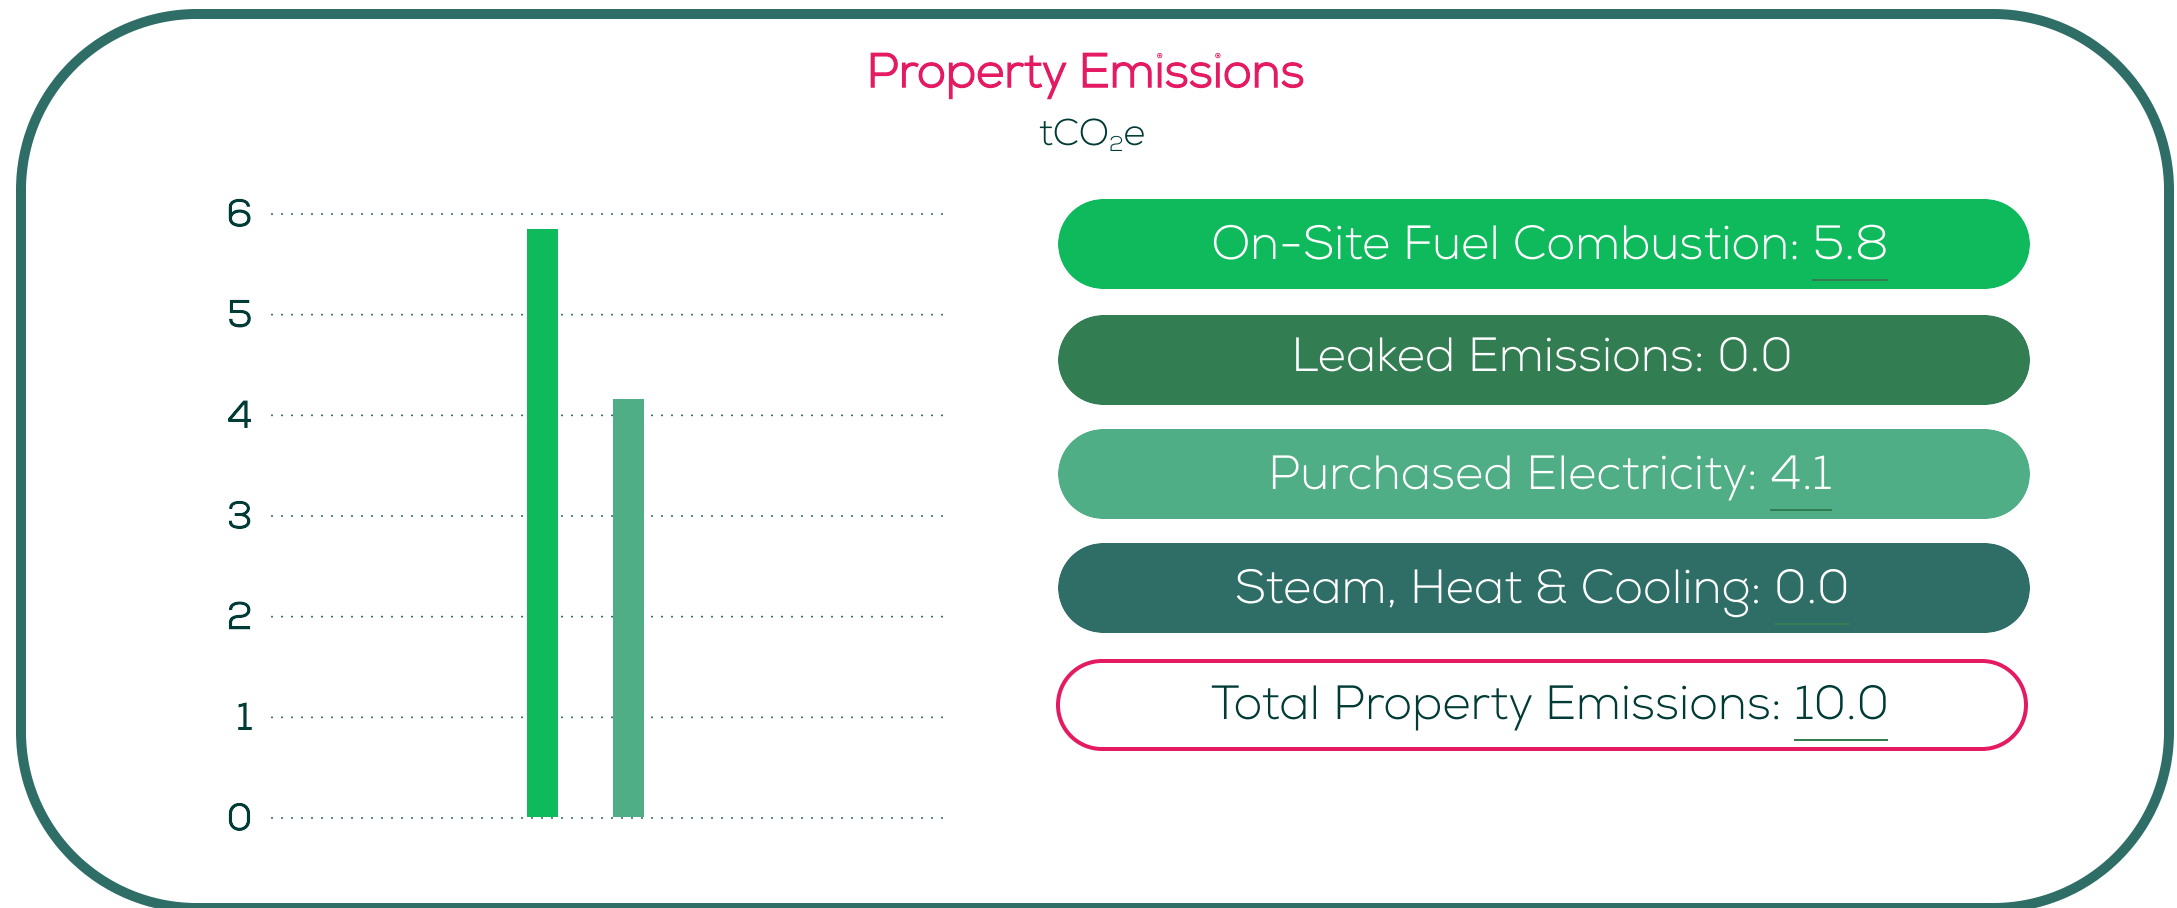 Property Emissions
tCO₂e
6
5
4
3
2
1
0
On-Site Fuel Combustion: 5.8
Leaked Emissions: 0.0
Purchased Electricity: 4.1
Steam, Heat & Cooling: 0.0
Total Property Emissions: 10.0